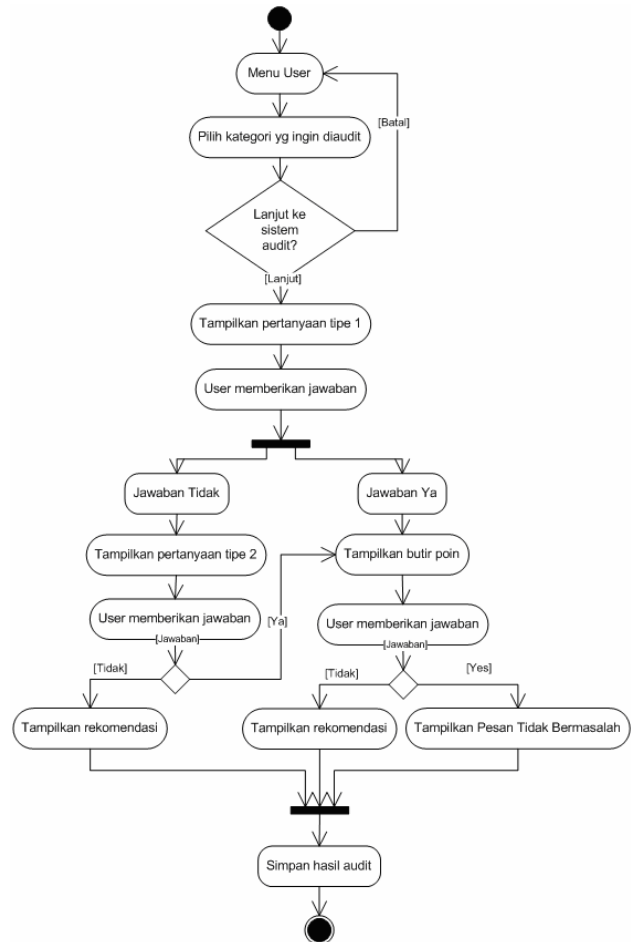 Menu User
[Batal]
Pilih kategori yg ingin diaudit
Lanjut ke
sistem
audit?
[Lanjut]
Tampilkan pertanyaan tipe 1
User memberikan jawaban
Jawaban Tidak
Jawaban Ya
Tampilkan pertanyaan tipe 2
Tampilkan butir poin
User memberikan jawaban
[Jawaban]
[Ya]
User memberikan jawaban
[Jawaban]
[Tidak]
[Tidak]
[Yes]
Tampilkan rekomendasi
Tampilkan rekomendasi
Tampilkan Pesan Tidak Bermasalah
Simpan hasil audit